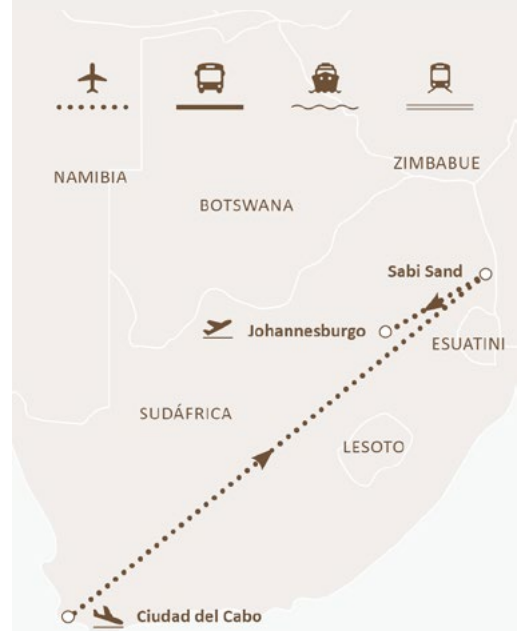 ZIMBABUE
NAMIBIA
BOTSWANA
Sabi Sand
Johannesburgo
ESUATINI
SUDÁFRICA
LESOTO
Ciudad del Cabo